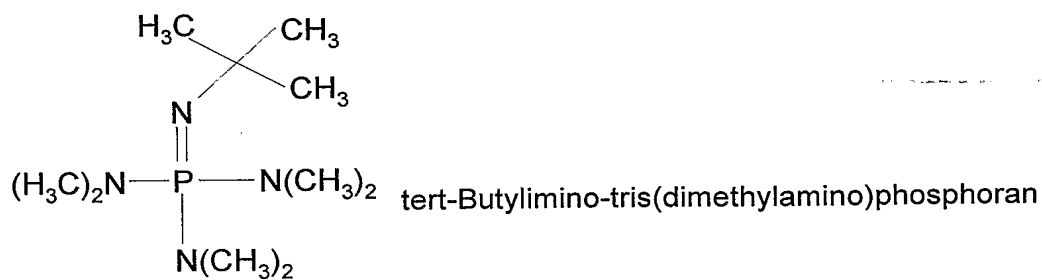 H₃C CH₃
CH₃
N
(H₃C)₂N P N(CH₃)₂ tert-Butylimino-tris(dimethylamino)phosphoran
N(CH₃)₂